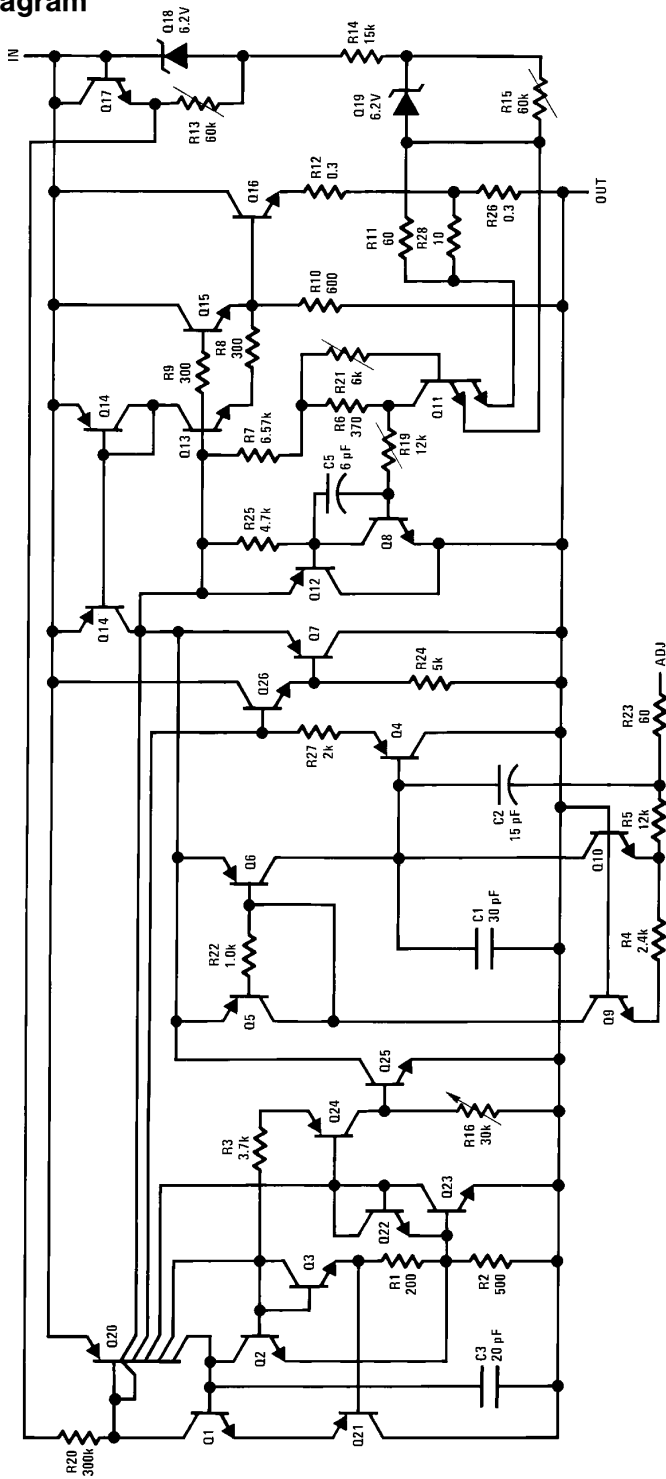 agram
IN
Q18
6.2V
Q17
R13
60k
R14
15k
Q19
6.2V
R15
60k
Q16
R12
0.3
R11
60
R28
10
R26
0.3
OUT
Q15
R9
300
R8
300
R10
600
Q14
Q13
R7
6.57k
R21
6k
R6
370
Q11
R19
12k
C5
6 pF
R25
4.7k
Q12
Q8
Q14
Q7
Q26
R24
5k
R27
2k
Q4
C2
15 pF
R23
60
ADJ
R5
12k
Q10
Q6
R22
1.0k
Q5
C1
30 pF
R4
2.4k
Q9
Q25
Q24
R3
3.7k
R16
30k
Q22
Q23
Q3
R1
200
R2
500
Q20
Q2
C3
20 pF
R20
300k
Q1
Q21